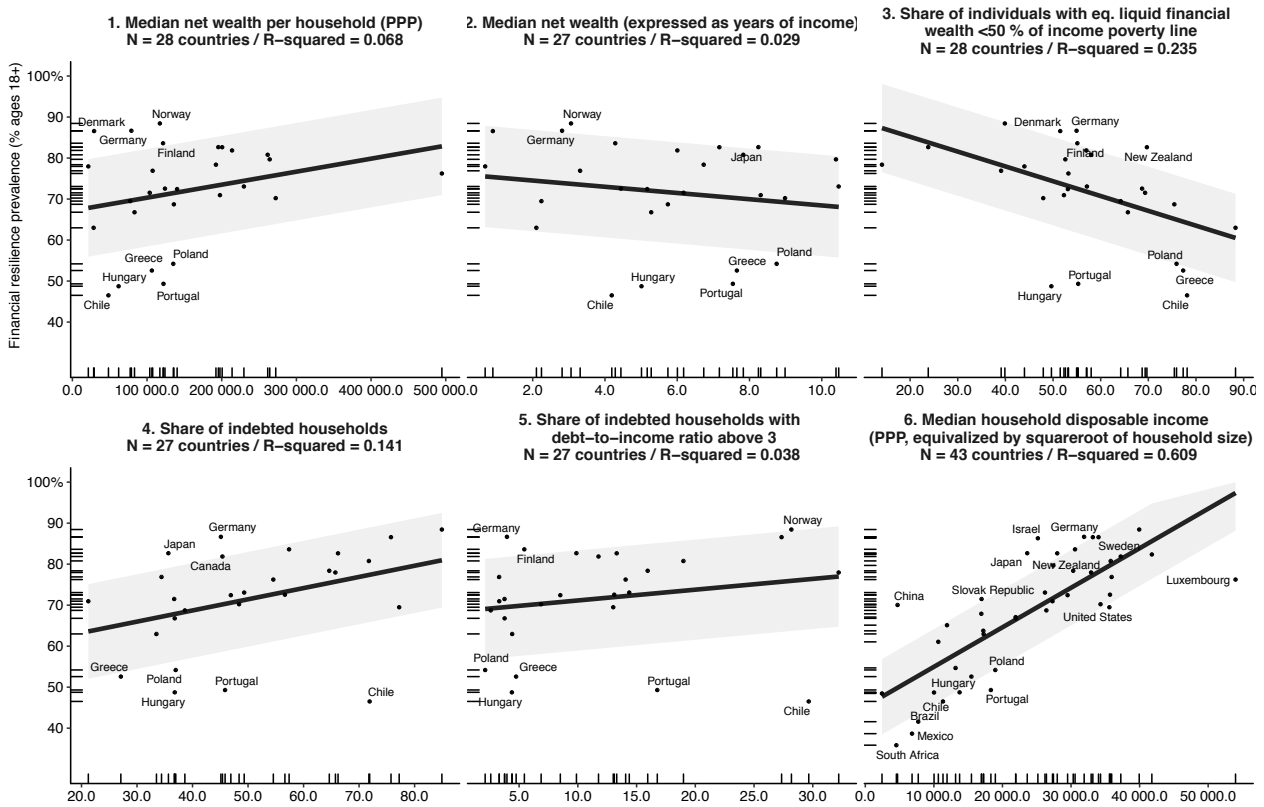 1. Median net wealth per household (PPP)
N = 28 countries / R−squared = 0.068
2. Median net wealth (expressed as years of income)
N = 27 countries / R−squared = 0.029
3. Share of individuals with eq. liquid financial
wealth <50 % of income poverty line
N = 28 countries / R−squared = 0.235
Financial resilience prevalence (% ages 18+)
100%
90
80
70
60
50
40
Denmark
Norway
Germany
Finland
Greece
Poland
Hungary
Chile
Portugal
0.0
100 000.0
200 000.0
300 000.0
400 000.0
500 000.0
Norway
Germany
Japan
Greece
Poland
Hungary
Chile
Portugal
2.0
4.0
6.0
8.0
10.0
Denmark
Germany
Finland
New Zealand
Poland
Portugal
Hungary
Greece
Chile
20.0
30.0
40.0
50.0
60.0
70.0
80.0
90.0
4. Share of indebted households
N = 27 countries / R−squared = 0.141
5. Share of indebted households with
debt−to−income ratio above 3
N = 27 countries / R−squared = 0.038
6. Median household disposable income
(PPP, equivalized by squareroot of household size)
N = 43 countries / R−squared = 0.609
100%
90
80
70
60
50
40
Germany
Japan
Canada
Greece
Poland
Hungary
Portugal
Chile
20.0
30.0
40.0
50.0
60.0
70.0
80.0
Germany
Norway
Finland
Poland
Greece
Hungary
Portugal
Chile
5.0
10.0
15.0
20.0
25.0
30.0
Israel
Germany
Japan
Sweden
New Zealand
Luxembourg
China
Slovak Republic
United States
Poland
Hungary
Portugal
Chile
Brazil
Mexico
South Africa
0.0
10 000.0
20 000.0
30 000.0
40 000.0
50 000.0